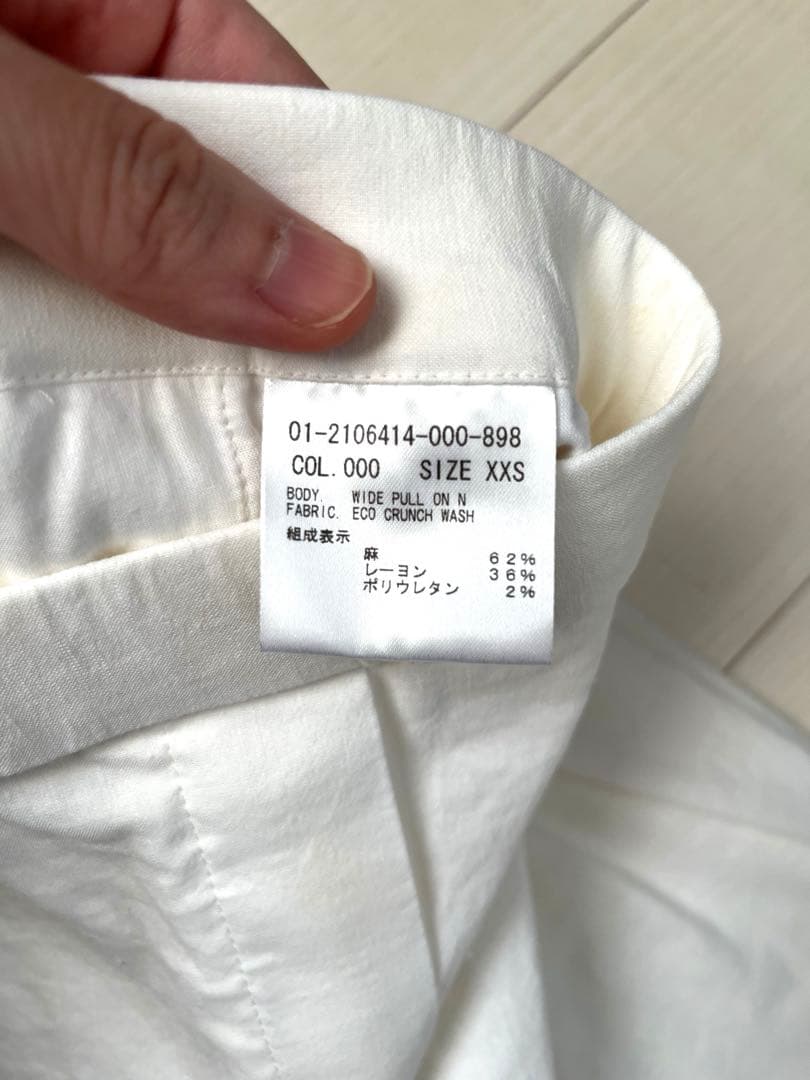 01-2106414-000-898
COL.000 SIZE XXS
BODY. WIDE PULL ON N
FABRIC. ECO CRUNCH WASH
組成表示
麻 62%
レーヨン 36%
ポリウレタン 2%